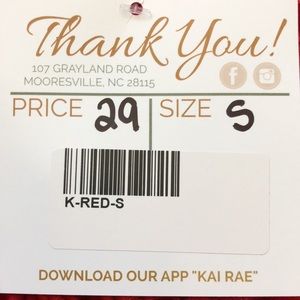 Thank You!
107 GRAYLAND ROAD
MOORESVILLE, NC 28115
PRICE 29 SIZE S
K-RED-S
DOWNLOAD OUR APP "KAI RAE"